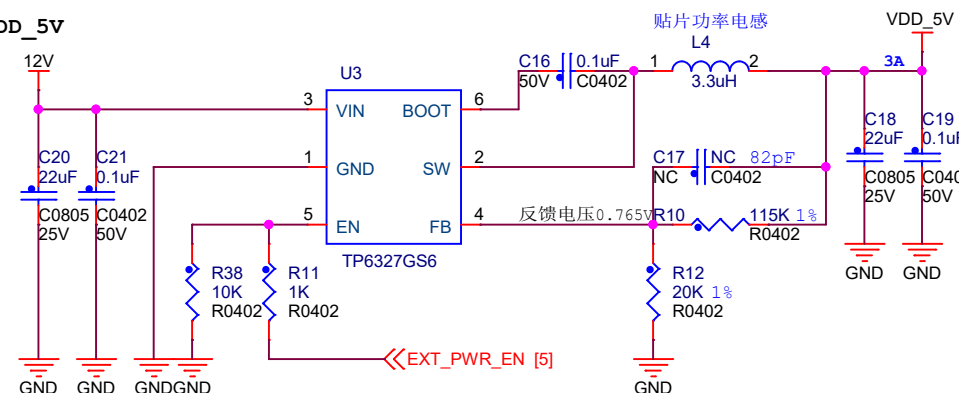 DD_5V
12V
C20
22uF
C0805
25V
C21
0.1uF
C0402
50V
GND
GND
GND
GND
U3
3
VIN
1
GND
5
EN
BOOT
6
SW
2
FB
4
TP6327GS6
R38
10K
R0402
R11
1K
R0402
EXT_PWR_EN [5]
C16
50V
0.1uF
C0402
贴片功率电感
L4
1
2
3.3uH
C17
NC
NC
82pF
C0402
反馈电压0.765V
R10
115K 1%
R0402
R12
20K 1%
R0402
GND
VDD_5V
3A
C18
22uF
C0805
25V
GND
C19
0.1uF
C040
50V
GND